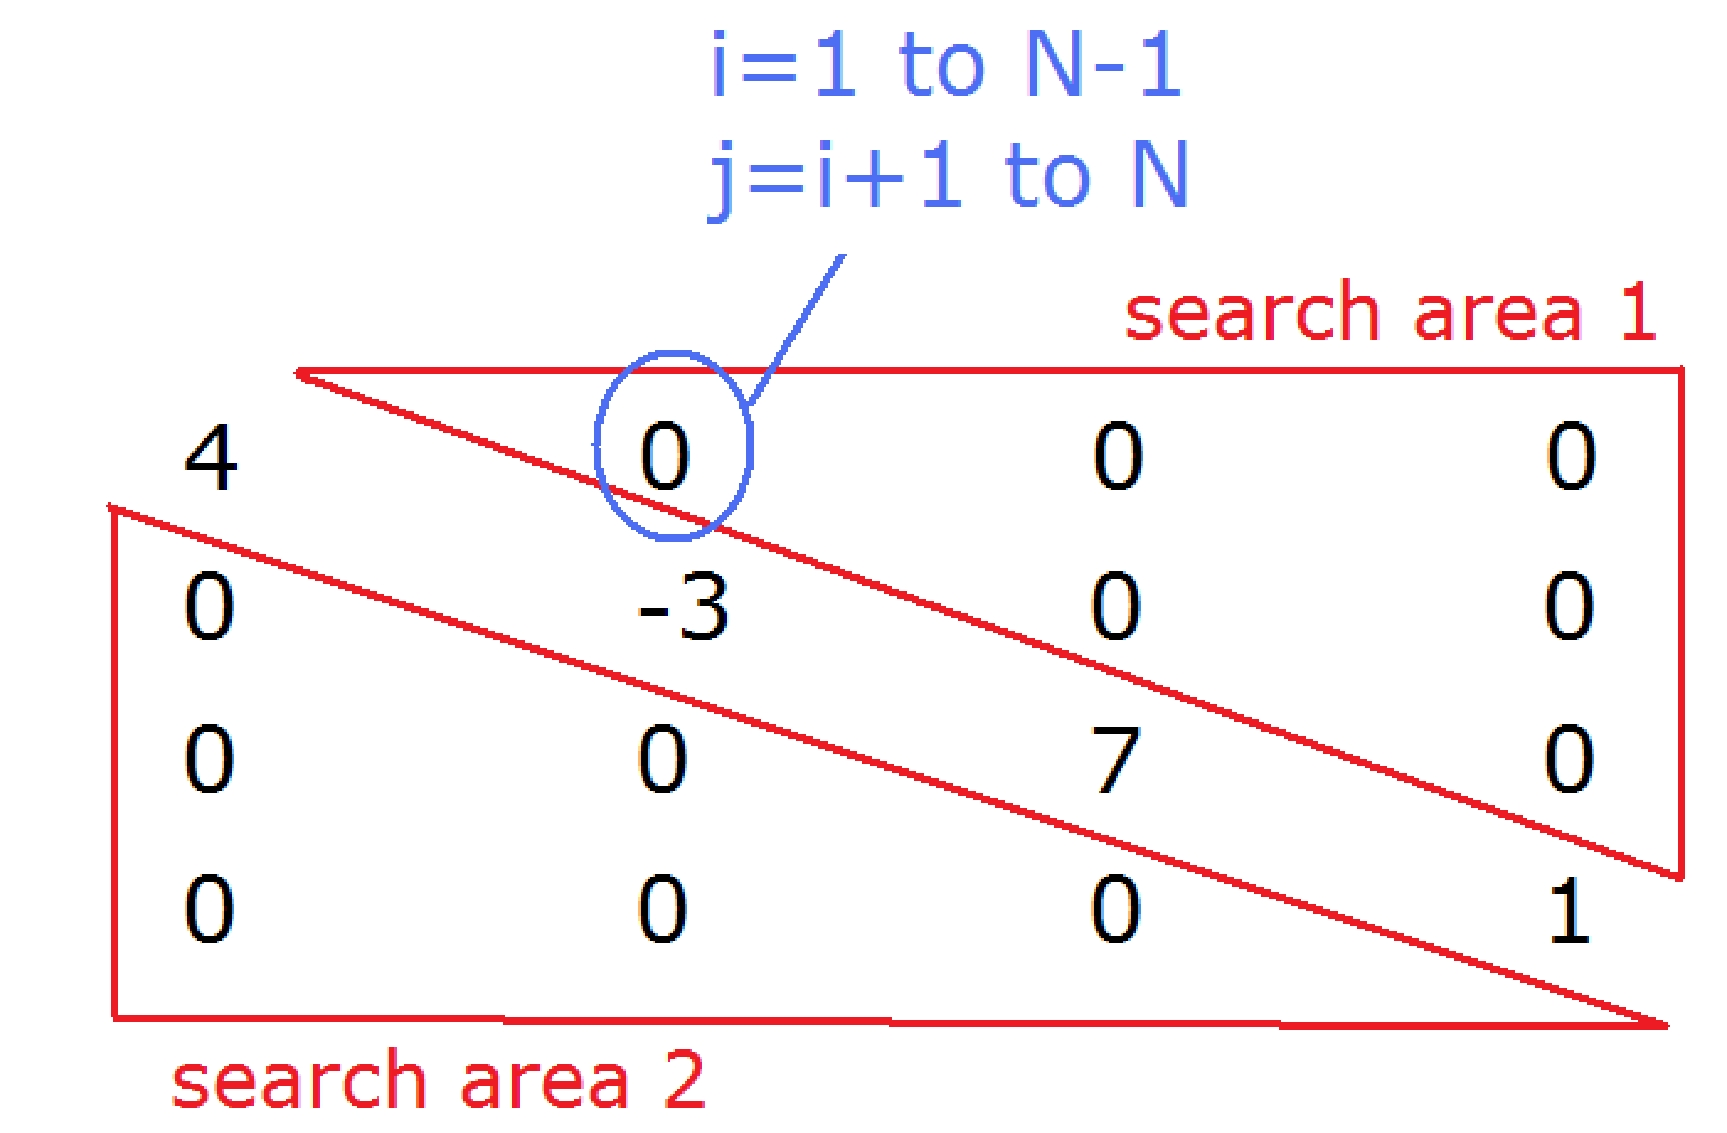 i=1 to N-1
j=i+1 to N
search area 1
4 0 0 0
0 -3 0 0
0 0 7 0
0 0 0 1
search area 2